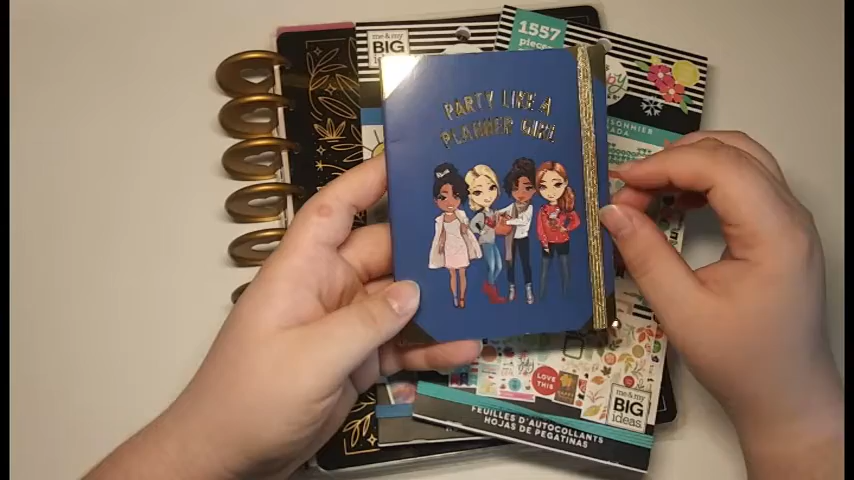 me & my
BIG
ideas
1557
piece
PARTY LIKE A
PLANNER GIRL
LOVE
THIS
me & my
BIG
ideas
FEUILLES D'AUTOCOLLANTS
HOJAS DE PEGATINAS